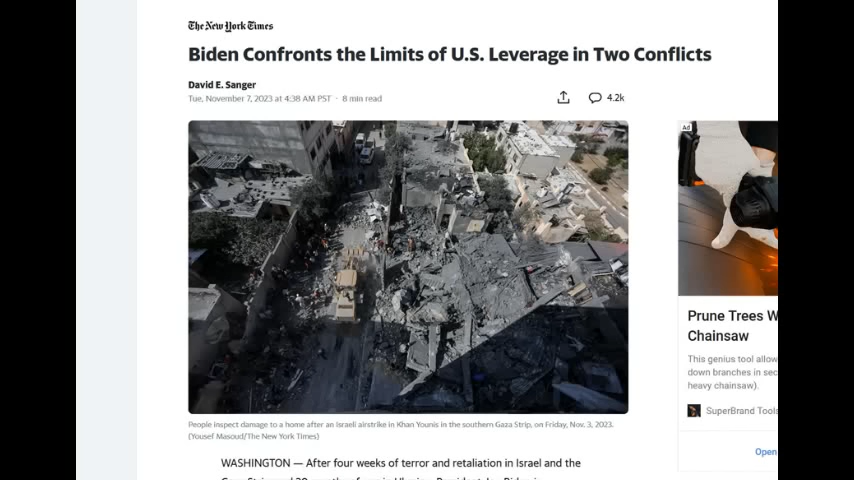 The New York Times
Biden Confronts the Limits of U.S. Leverage in Two Conflicts
David E. Sanger
Tue, November 7, 2023 at 4:38 AM PST · 8 min read
4.2k
Ad
People inspect damage to a home after an Israeli airstrike in Khan Younis in the southern Gaza Strip, on Friday, Nov. 3, 2023.
(Yousef Masoud/The New York Times)
WASHINGTON — After four weeks of terror and retaliation in Israel and the
Prune Trees W
Chainsaw
This genius tool allow
down branches in sec
heavy chainsaw).
SuperBrand Tools
Open